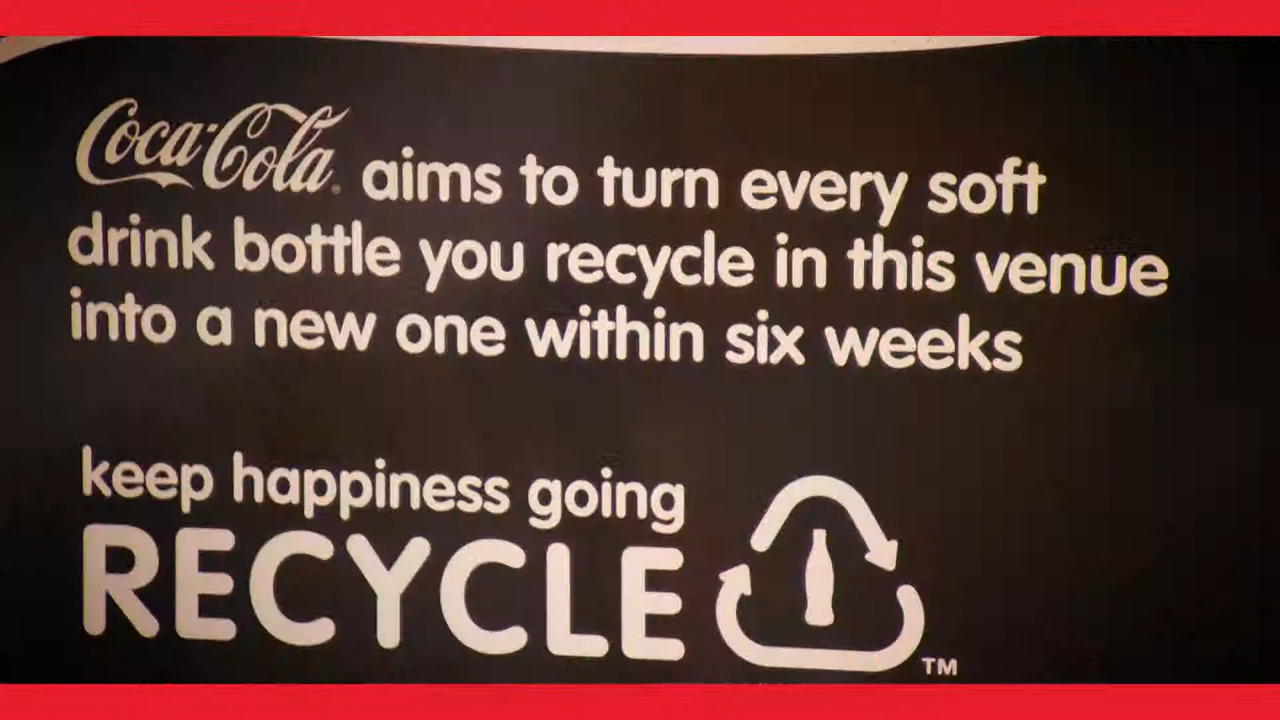 Coca-Cola® aims to turn every soft
drink bottle you recycle in this venue
into a new one within six weeks
keep happiness going
RECYCLE
TM